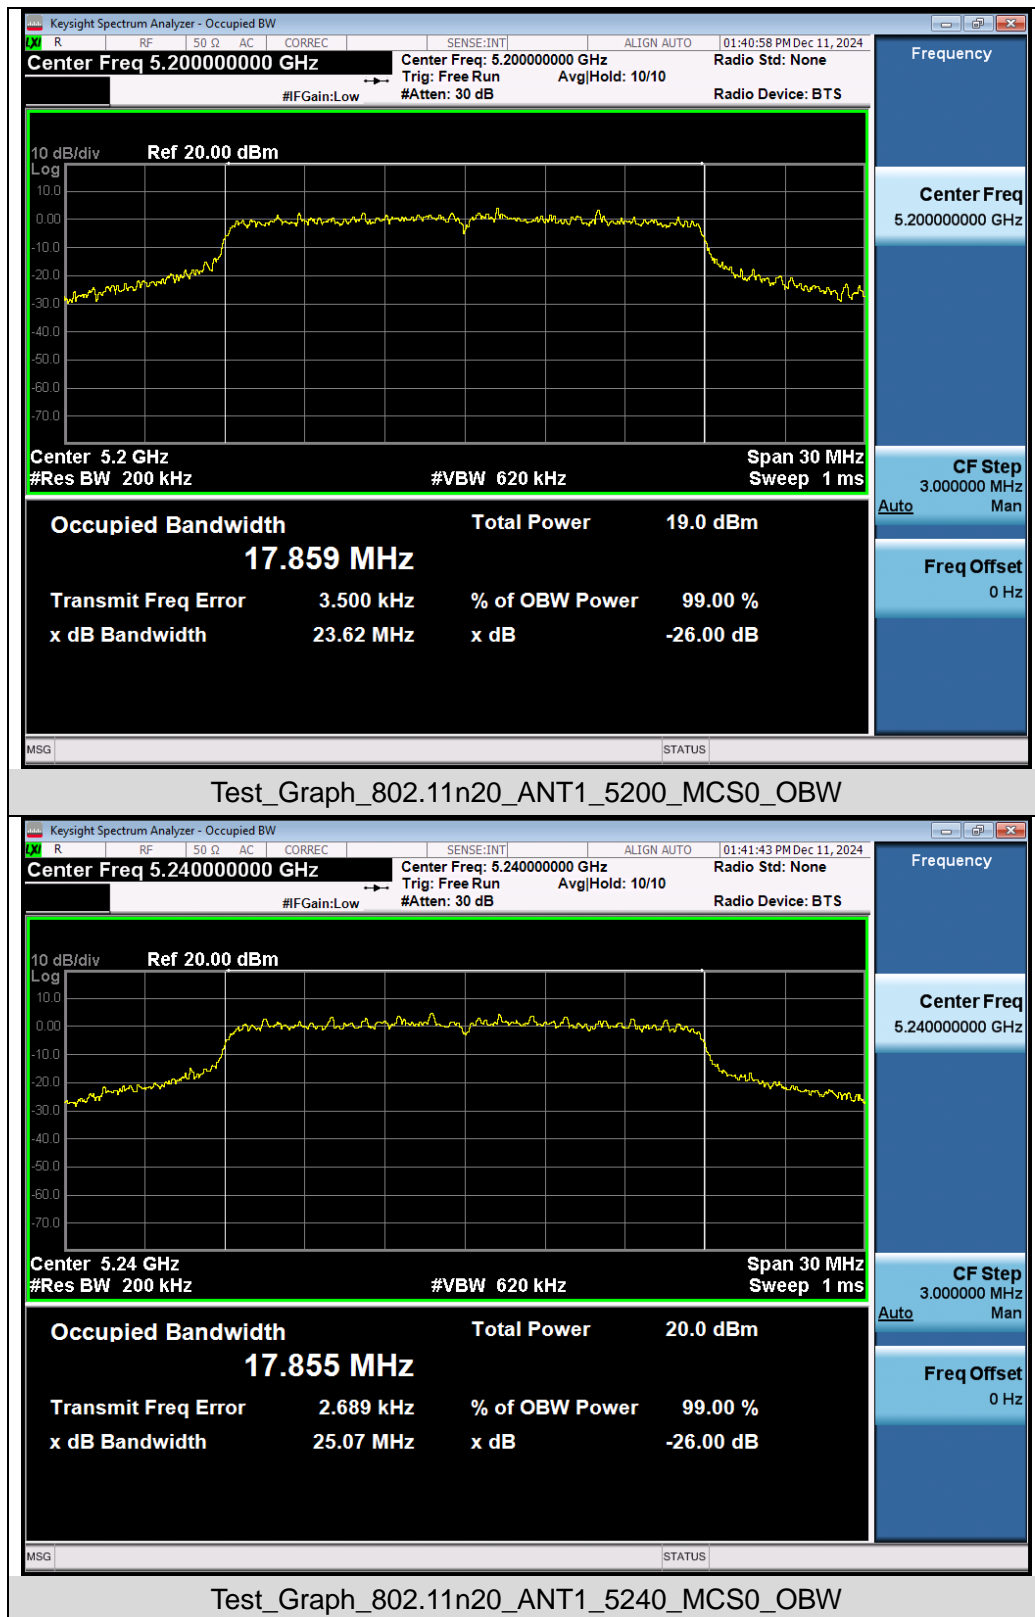 Keysight Spectrum Analyzer - Occupied BW
LXI R RF 50 Ω AC CORREC SENSE:INT ALIGN AUTO 01:40:58 PM Dec 11, 2024
Center Freq 5.200000000 GHz
Center Freq: 5.200000000 GHz
Radio Std: None
Trig: Free Run Avg|Hold: 10/10
#IFGain:Low #Atten: 30 dB Radio Device: BTS
Frequency
10 dB/div Ref 20.00 dBm
Log
10.0
0.00
-10.0
-20.0
-30.0
-40.0
-50.0
-60.0
-70.0
Center 5.2 GHz Span 30 MHz
#Res BW 200 kHz #VBW 620 kHz Sweep 1 ms
Center Freq
5.200000000 GHz
CF Step
3.000000 MHz
Auto Man
Freq Offset
0 Hz
Occupied Bandwidth Total Power 19.0 dBm
17.859 MHz
Transmit Freq Error 3.500 kHz % of OBW Power 99.00 %
x dB Bandwidth 23.62 MHz x dB -26.00 dB
MSG STATUS
Test_Graph_802.11n20_ANT1_5200_MCS0_OBW
Keysight Spectrum Analyzer - Occupied BW
LXI R RF 50 Ω AC CORREC SENSE:INT ALIGN AUTO 01:41:43 PM Dec 11, 2024
Center Freq 5.240000000 GHz
Center Freq: 5.240000000 GHz
Radio Std: None
Trig: Free Run Avg|Hold: 10/10
#IFGain:Low #Atten: 30 dB Radio Device: BTS
Frequency
10 dB/div Ref 20.00 dBm
Log
10.0
0.00
-10.0
-20.0
-30.0
-40.0
-50.0
-60.0
-70.0
Center 5.24 GHz Span 30 MHz
#Res BW 200 kHz #VBW 620 kHz Sweep 1 ms
Center Freq
5.240000000 GHz
CF Step
3.000000 MHz
Auto Man
Freq Offset
0 Hz
Occupied Bandwidth Total Power 20.0 dBm
17.855 MHz
Transmit Freq Error 2.689 kHz % of OBW Power 99.00 %
x dB Bandwidth 25.07 MHz x dB -26.00 dB
MSG STATUS
Test_Graph_802.11n20_ANT1_5240_MCS0_OBW